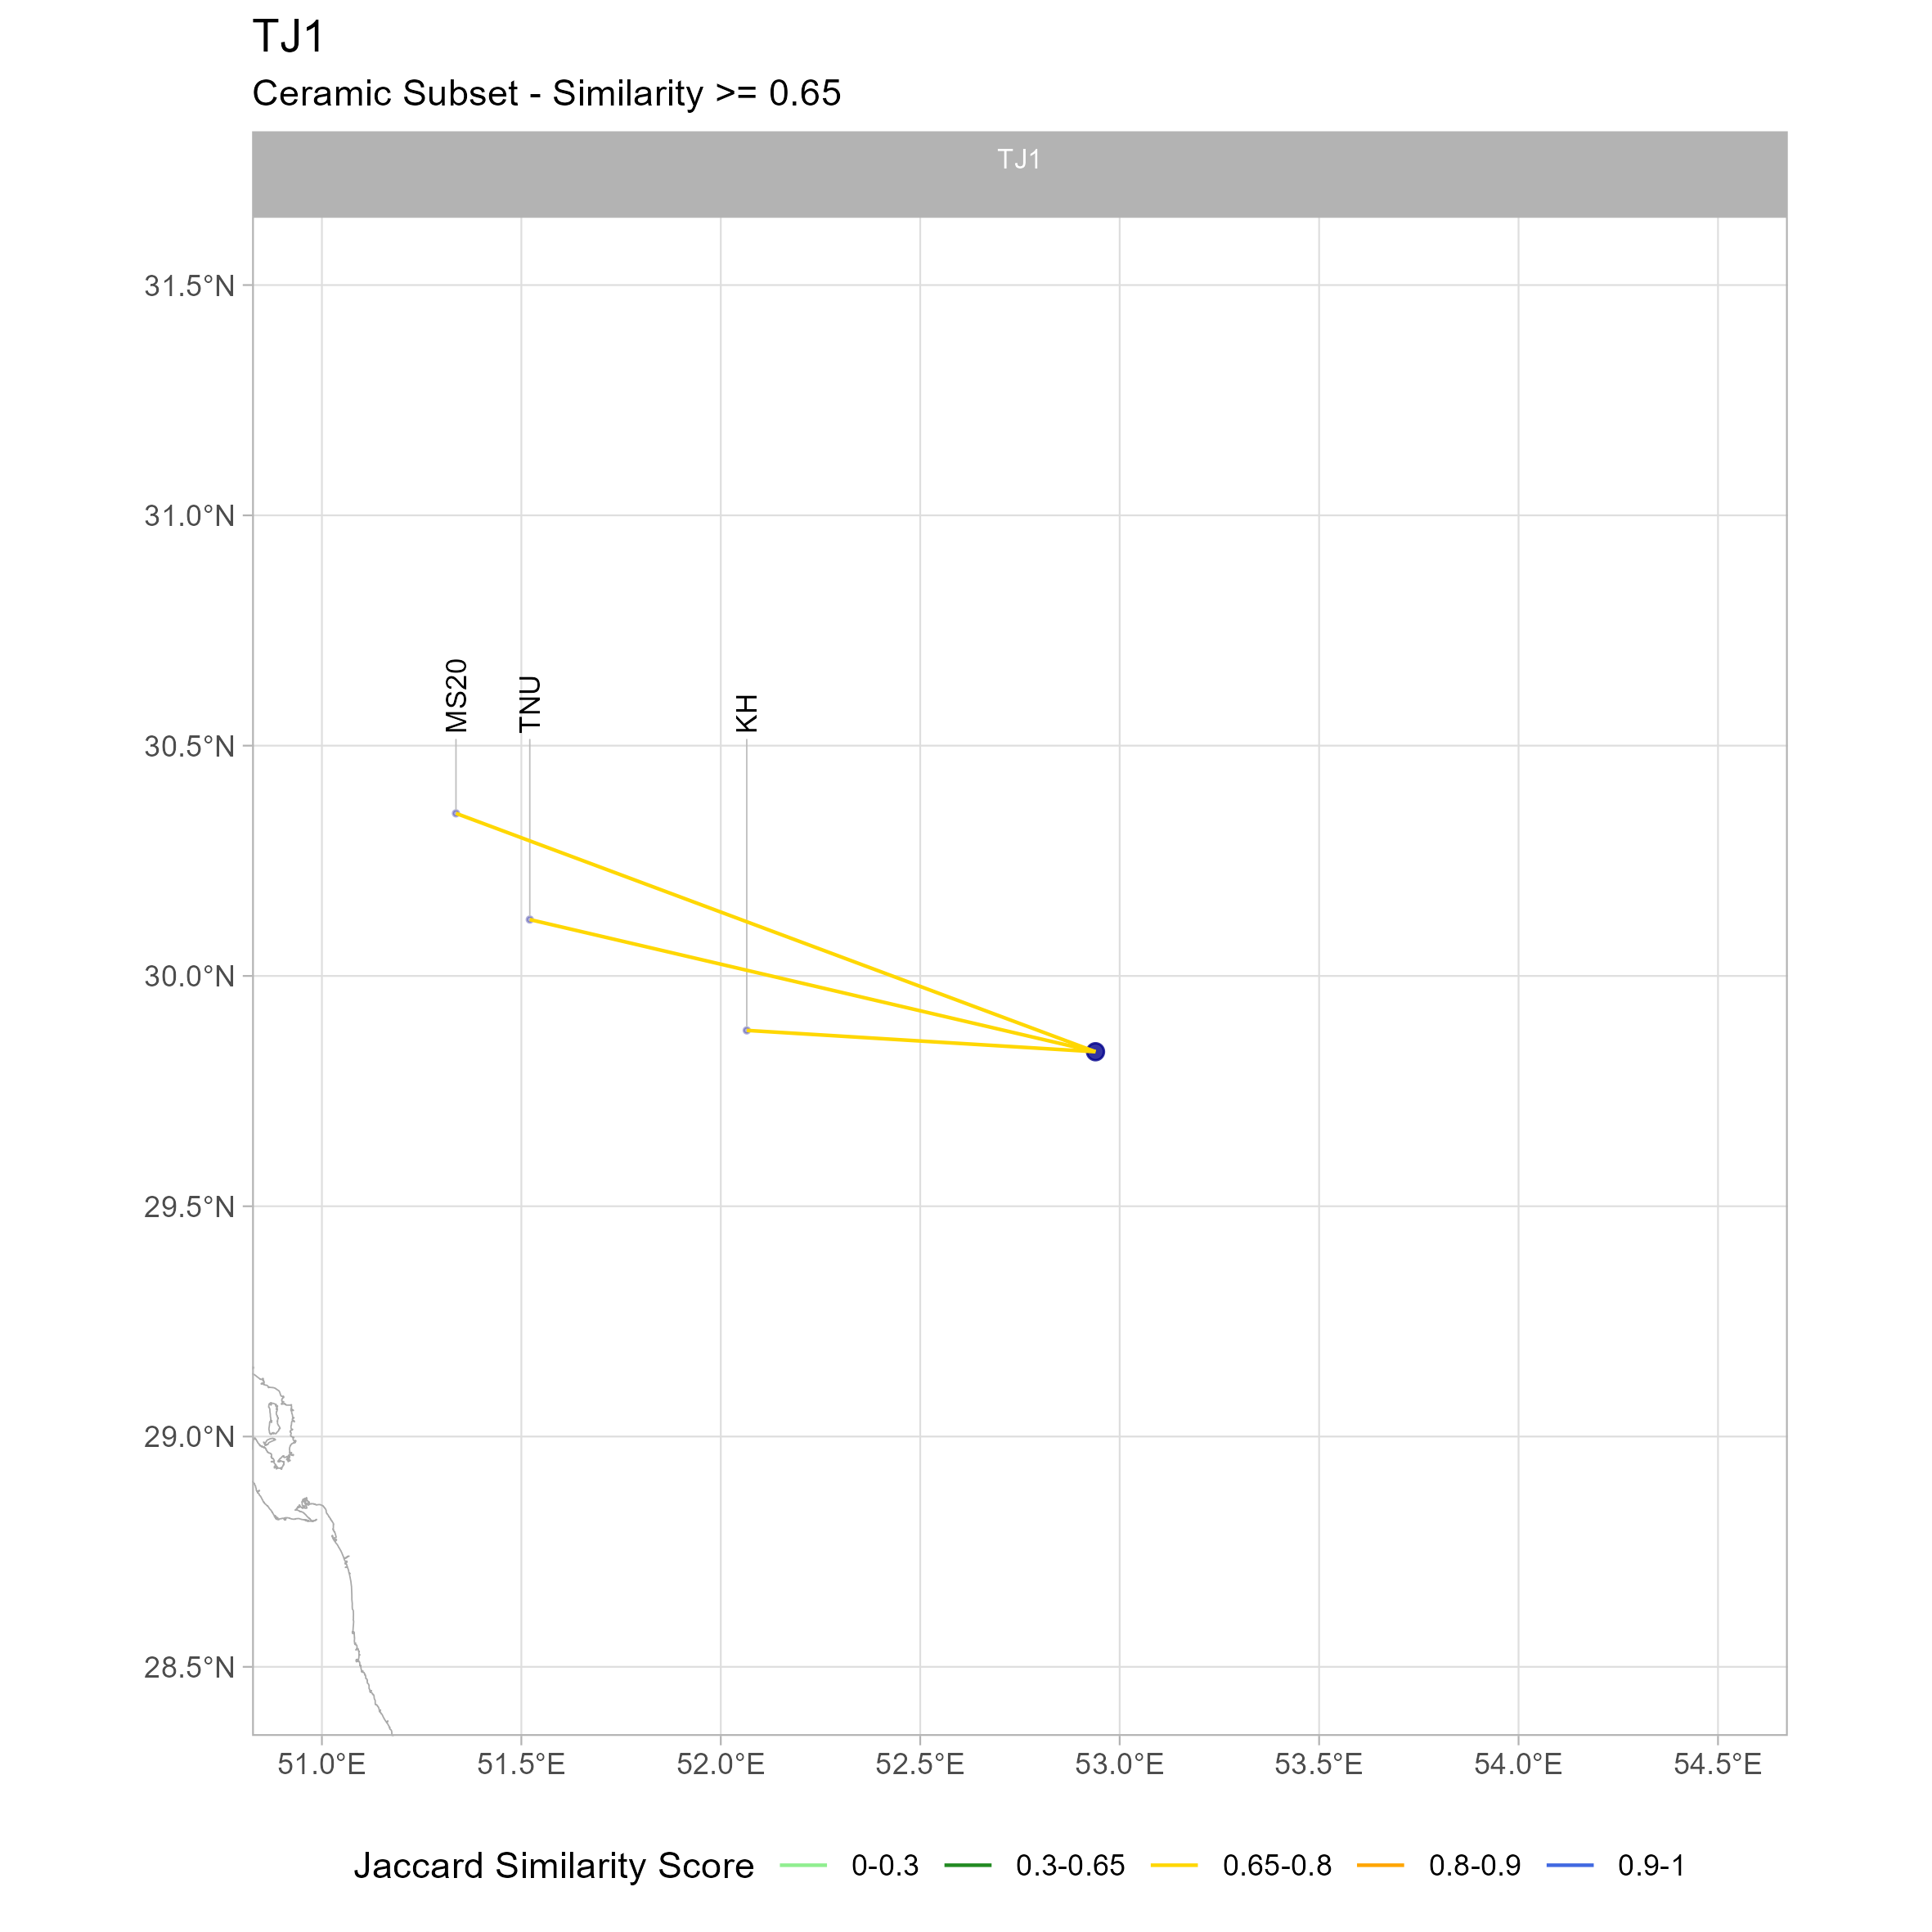 TJ1
Ceramic Subset - Similarity >= 0.65
TJ1
31.5°N
31.0°N
MS20
TNU
KH
30.5°N
30.0°N
29.5°N
29.0°N
28.5°N
51.0°E 51.5°E 52.0°E 52.5°E 53.0°E 53.5°E 54.0°E 54.5°E
Jaccard Similarity Score 0-0.3 0.3-0.65 0.65-0.8 0.8-0.9 0.9-1